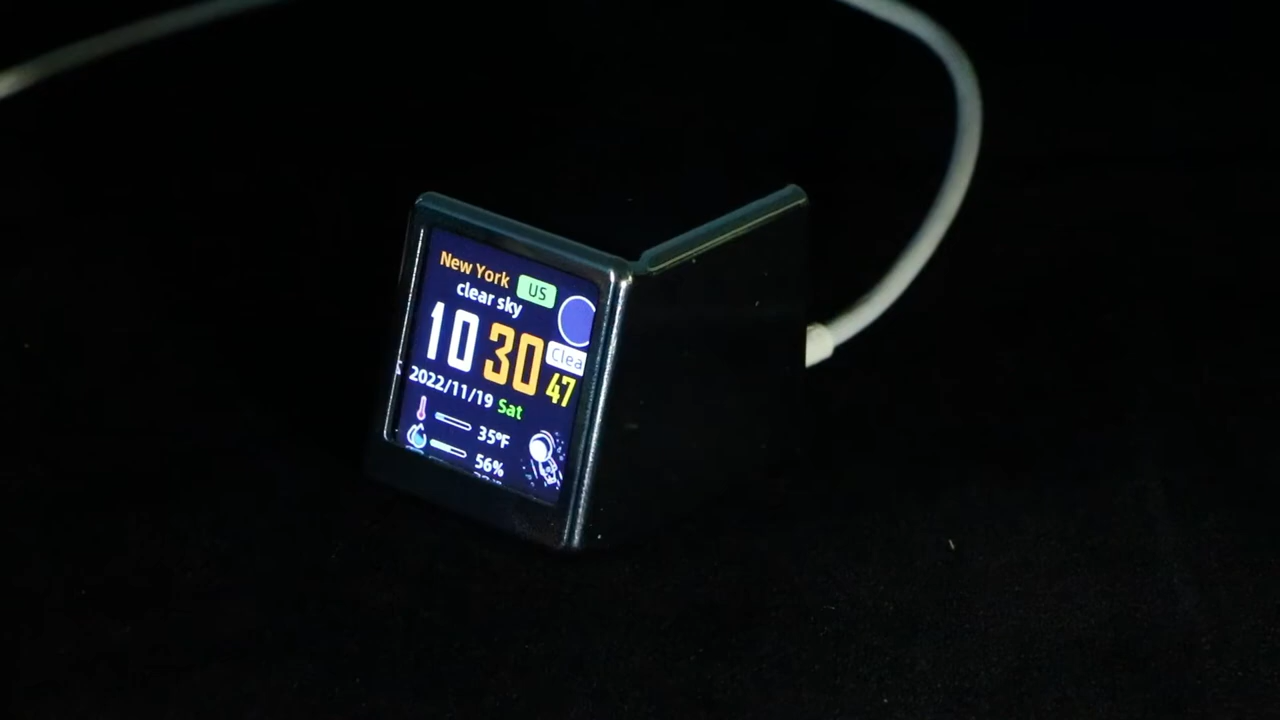 New York US
clear sky
10 30 47
Clea
2022/11/19 Sat
35°F
56%